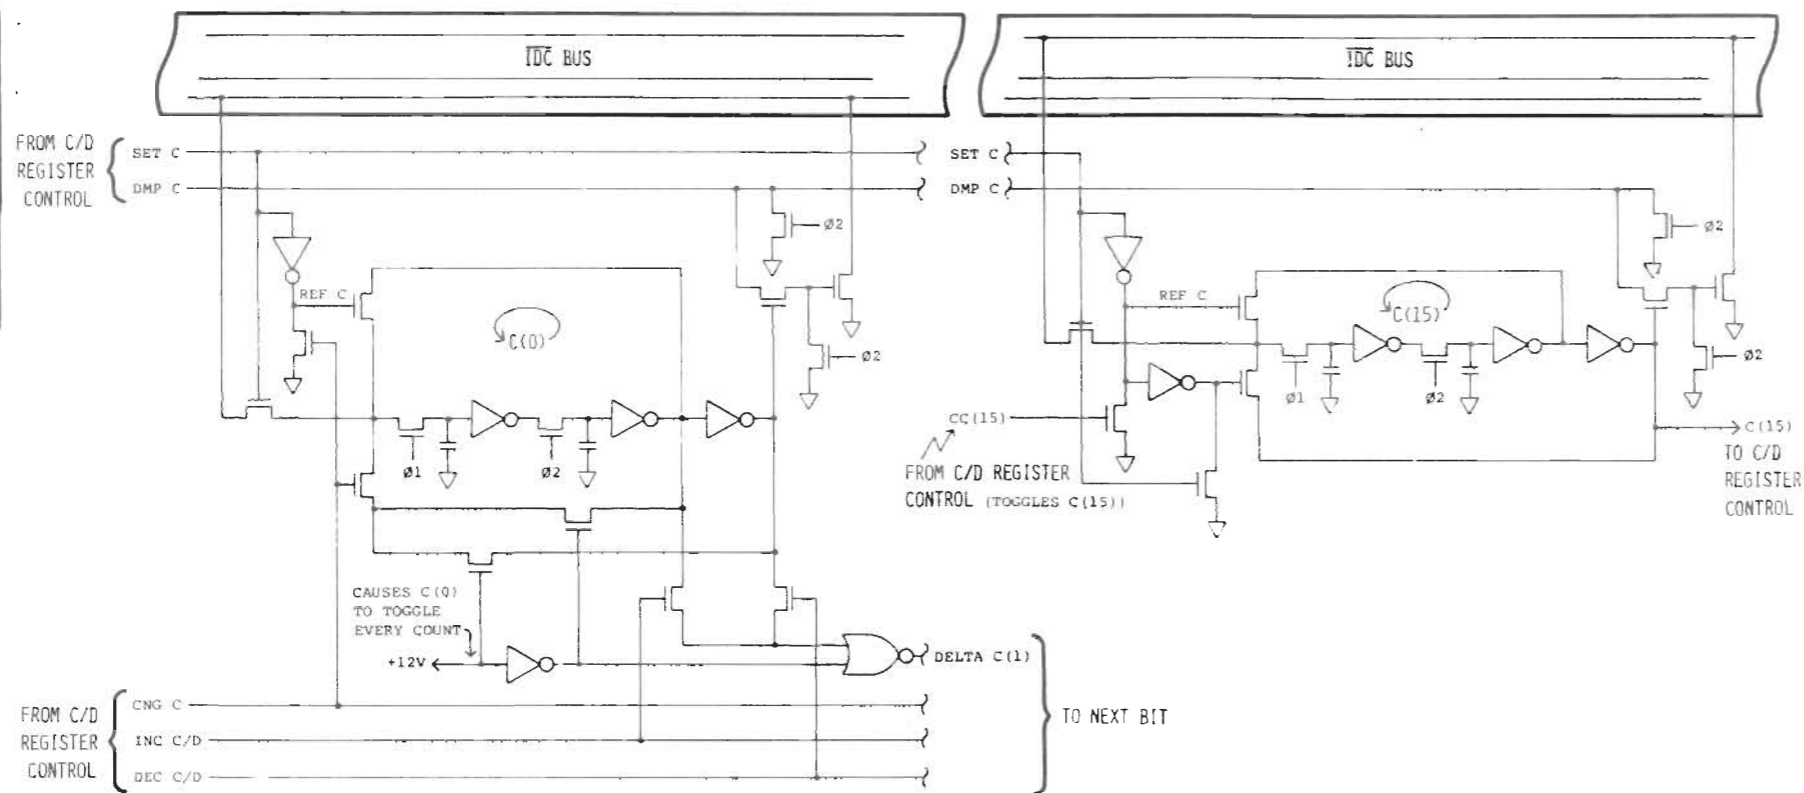 IDC BUS
IDC BUS
FROM C/D
REGISTER
CONTROL
SET C
DMP C
SET C
DMP C
Ø2
Ø2
REF C
C(0)
REF C
C(15)
Ø2
Ø2
Ø1
Ø2
Ø1
Ø2
CC(15)
FROM C/D REGISTER
CONTROL (TOGGLES C(15))
C(15)
TO C/D
REGISTER
CONTROL
CAUSES C(0)
TO TOGGLE
EVERY COUNT
+12V
DELTA C(1)
FROM C/D
REGISTER
CONTROL
CNG C
INC C/D
DEC C/D
TO NEXT BIT